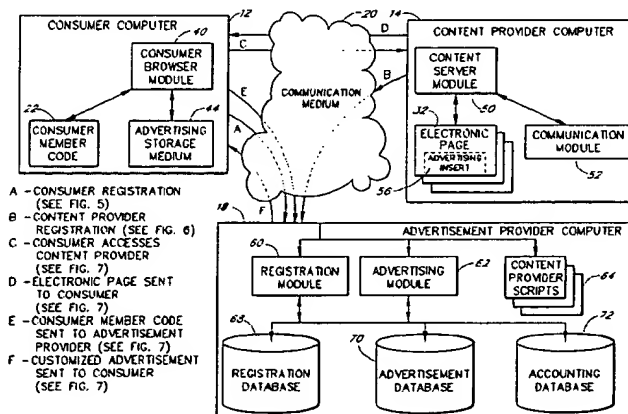 CONSUMER COMPUTER
12
40
CONSUMER
BROWSER
MODULE
22
44
CONSUMER
MEMBER
CODE
ADVERTISING
STORAGE
MEDIUM
20
D
C
E
A
B
F
COMMUNICATION
MEDIUM
14
CONTENT PROVIDER COMPUTER
CONTENT
SERVER
MODULE
50
32
ELECTRONIC
PAGE
ADVERTISING
INSERT
56
COMMUNICATION
MODULE
52
A - CONSUMER REGISTRATION
(SEE FIG. 5)
B - CONTENT PROVIDER
REGISTRATION (SEE FIG. 6)
C - CONSUMER ACCESSES
CONTENT PROVIDER
(SEE FIG. 7)
D - ELECTRONIC PAGE SENT
TO CONSUMER
(SEE FIG. 7)
E - CONSUMER MEMBER CODE
SENT TO ADVERTISEMENT
PROVIDER (SEE FIG. 7)
F - CUSTOMIZED ADVERTISEMENT
SENT TO CONSUMER
(SEE FIG. 7)
18
ADVERTISEMENT PROVIDER COMPUTER
60
REGISTRATION
MODULE
ADVERTISING
MODULE
62
CONTENT
PROVIDER
SCRIPTS
64
68
REGISTRATION
DATABASE
70
ADVERTISEMENT
DATABASE
72
ACCOUNTING
DATABASE